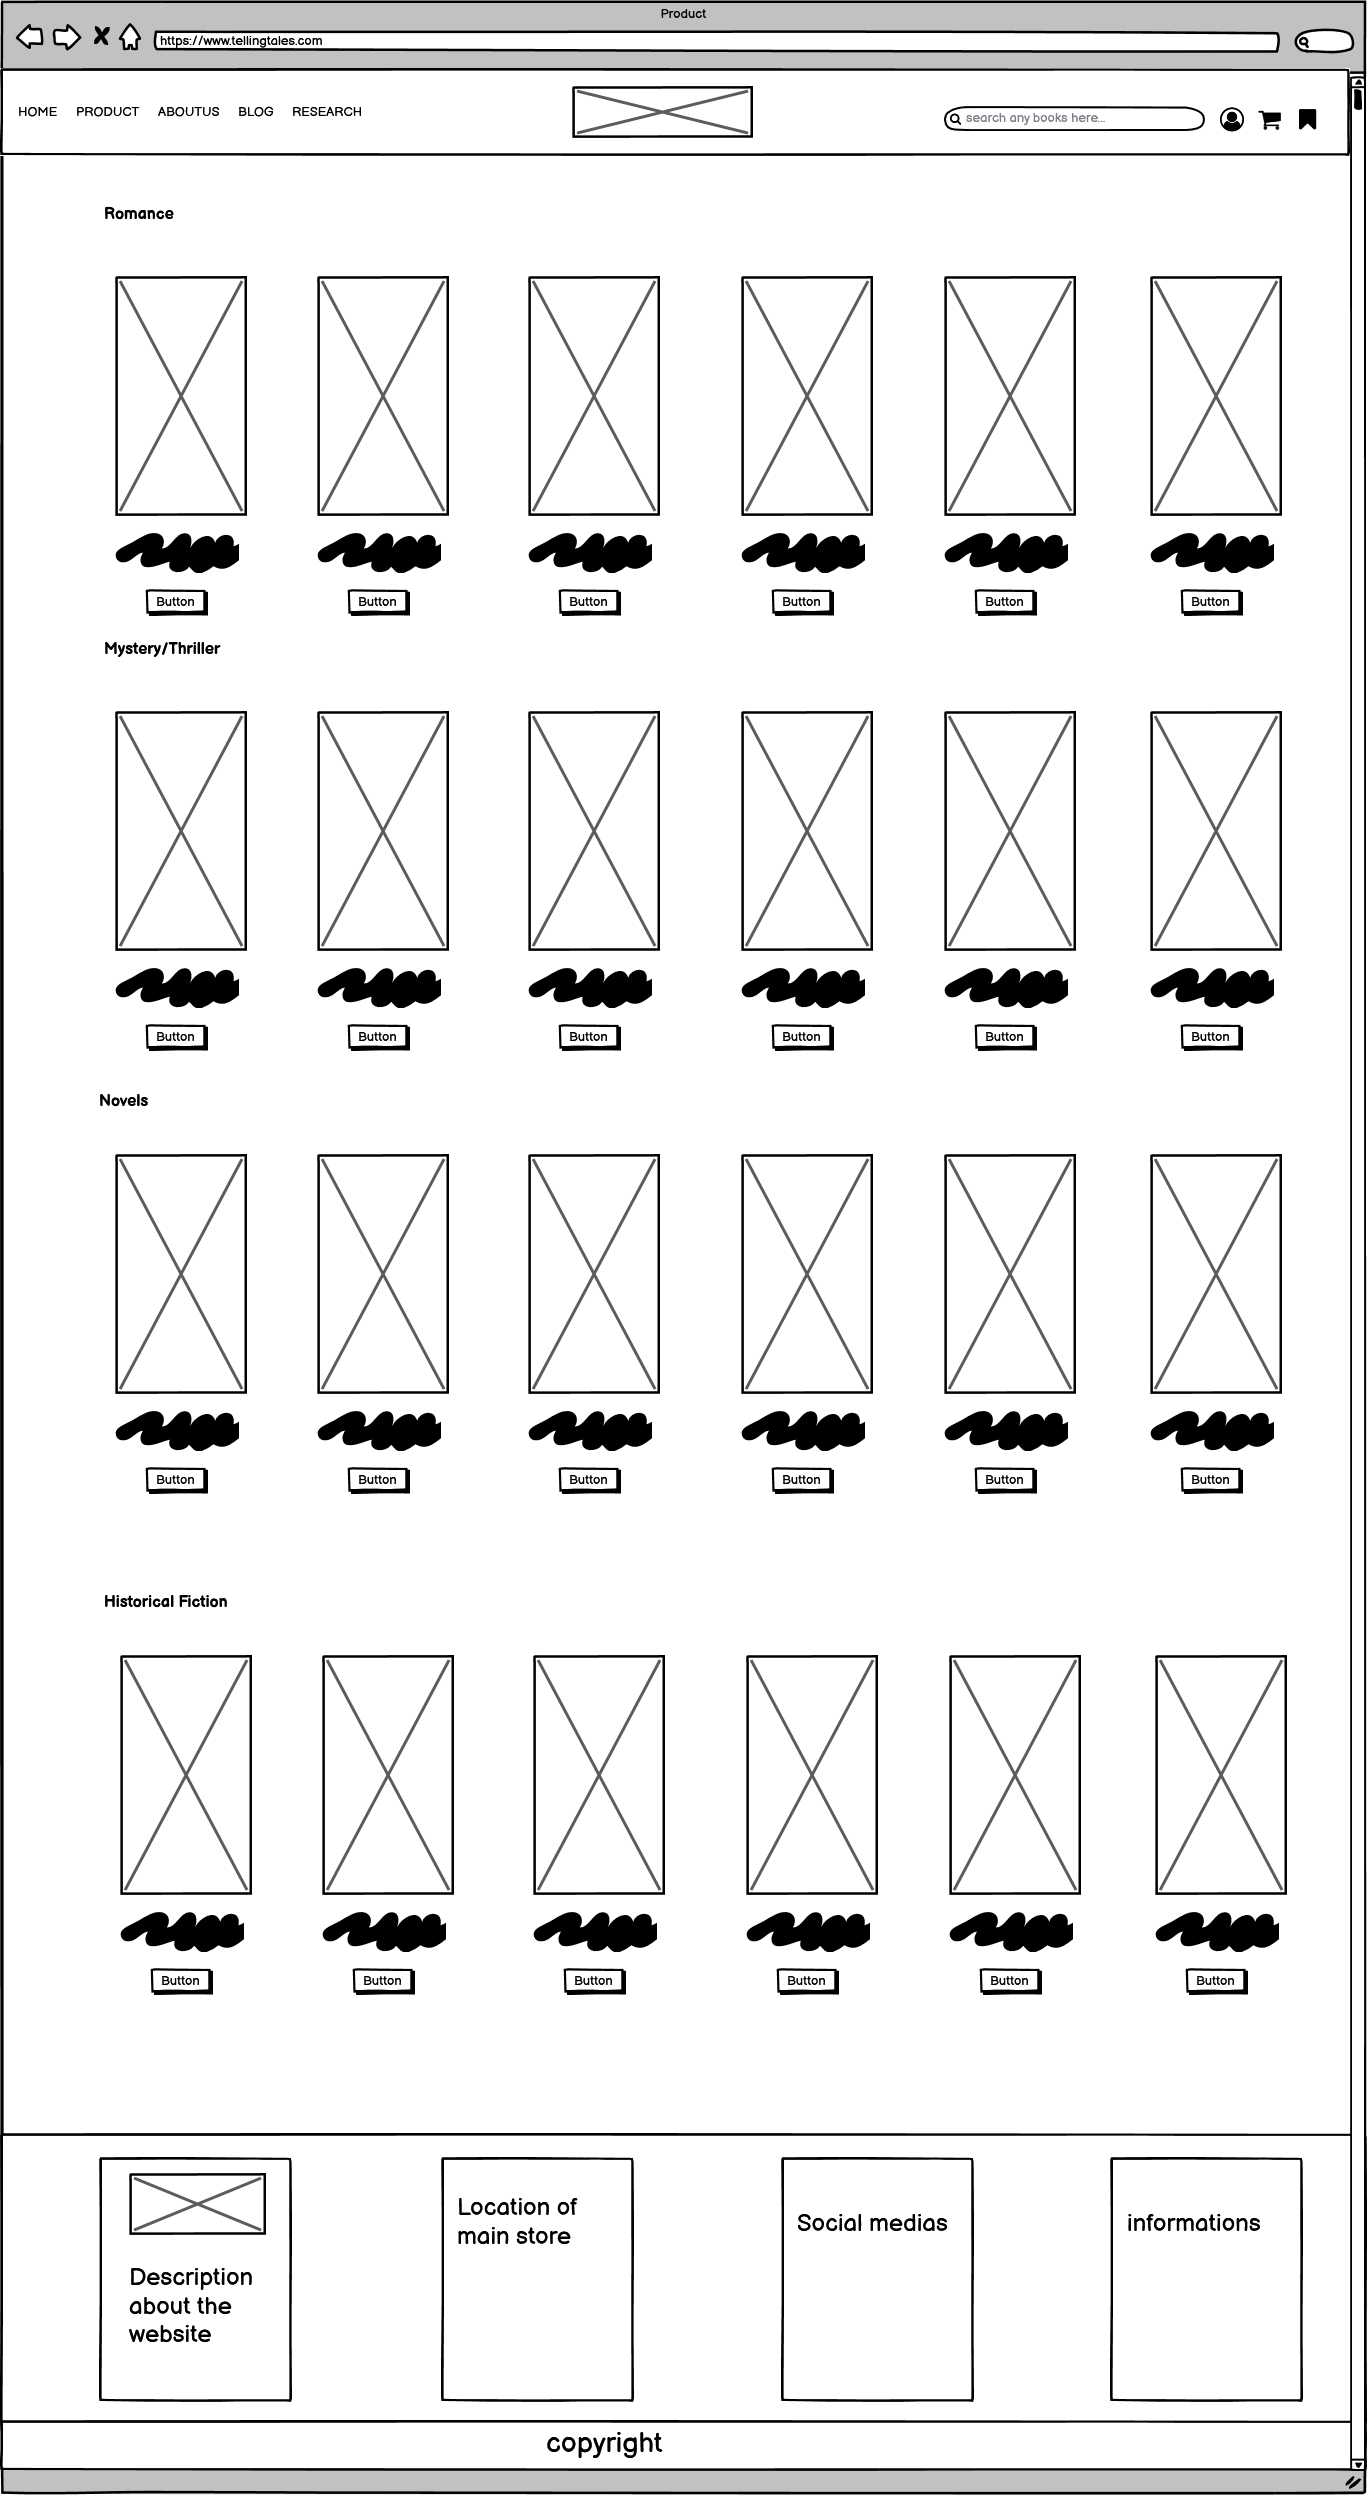 Product
https://www.tellingtales.com
HOME PRODUCT ABOUTUS BLOG RESEARCH
search any books here...
Romance
Button Button Button Button Button Button
Mystery/Thriller
Button Button Button Button Button Button
Novels
Button Button Button Button Button Button
Historical Fiction
Button Button Button Button Button Button
Description
about the
website
Location of
main store
Social medias
informations
copyright